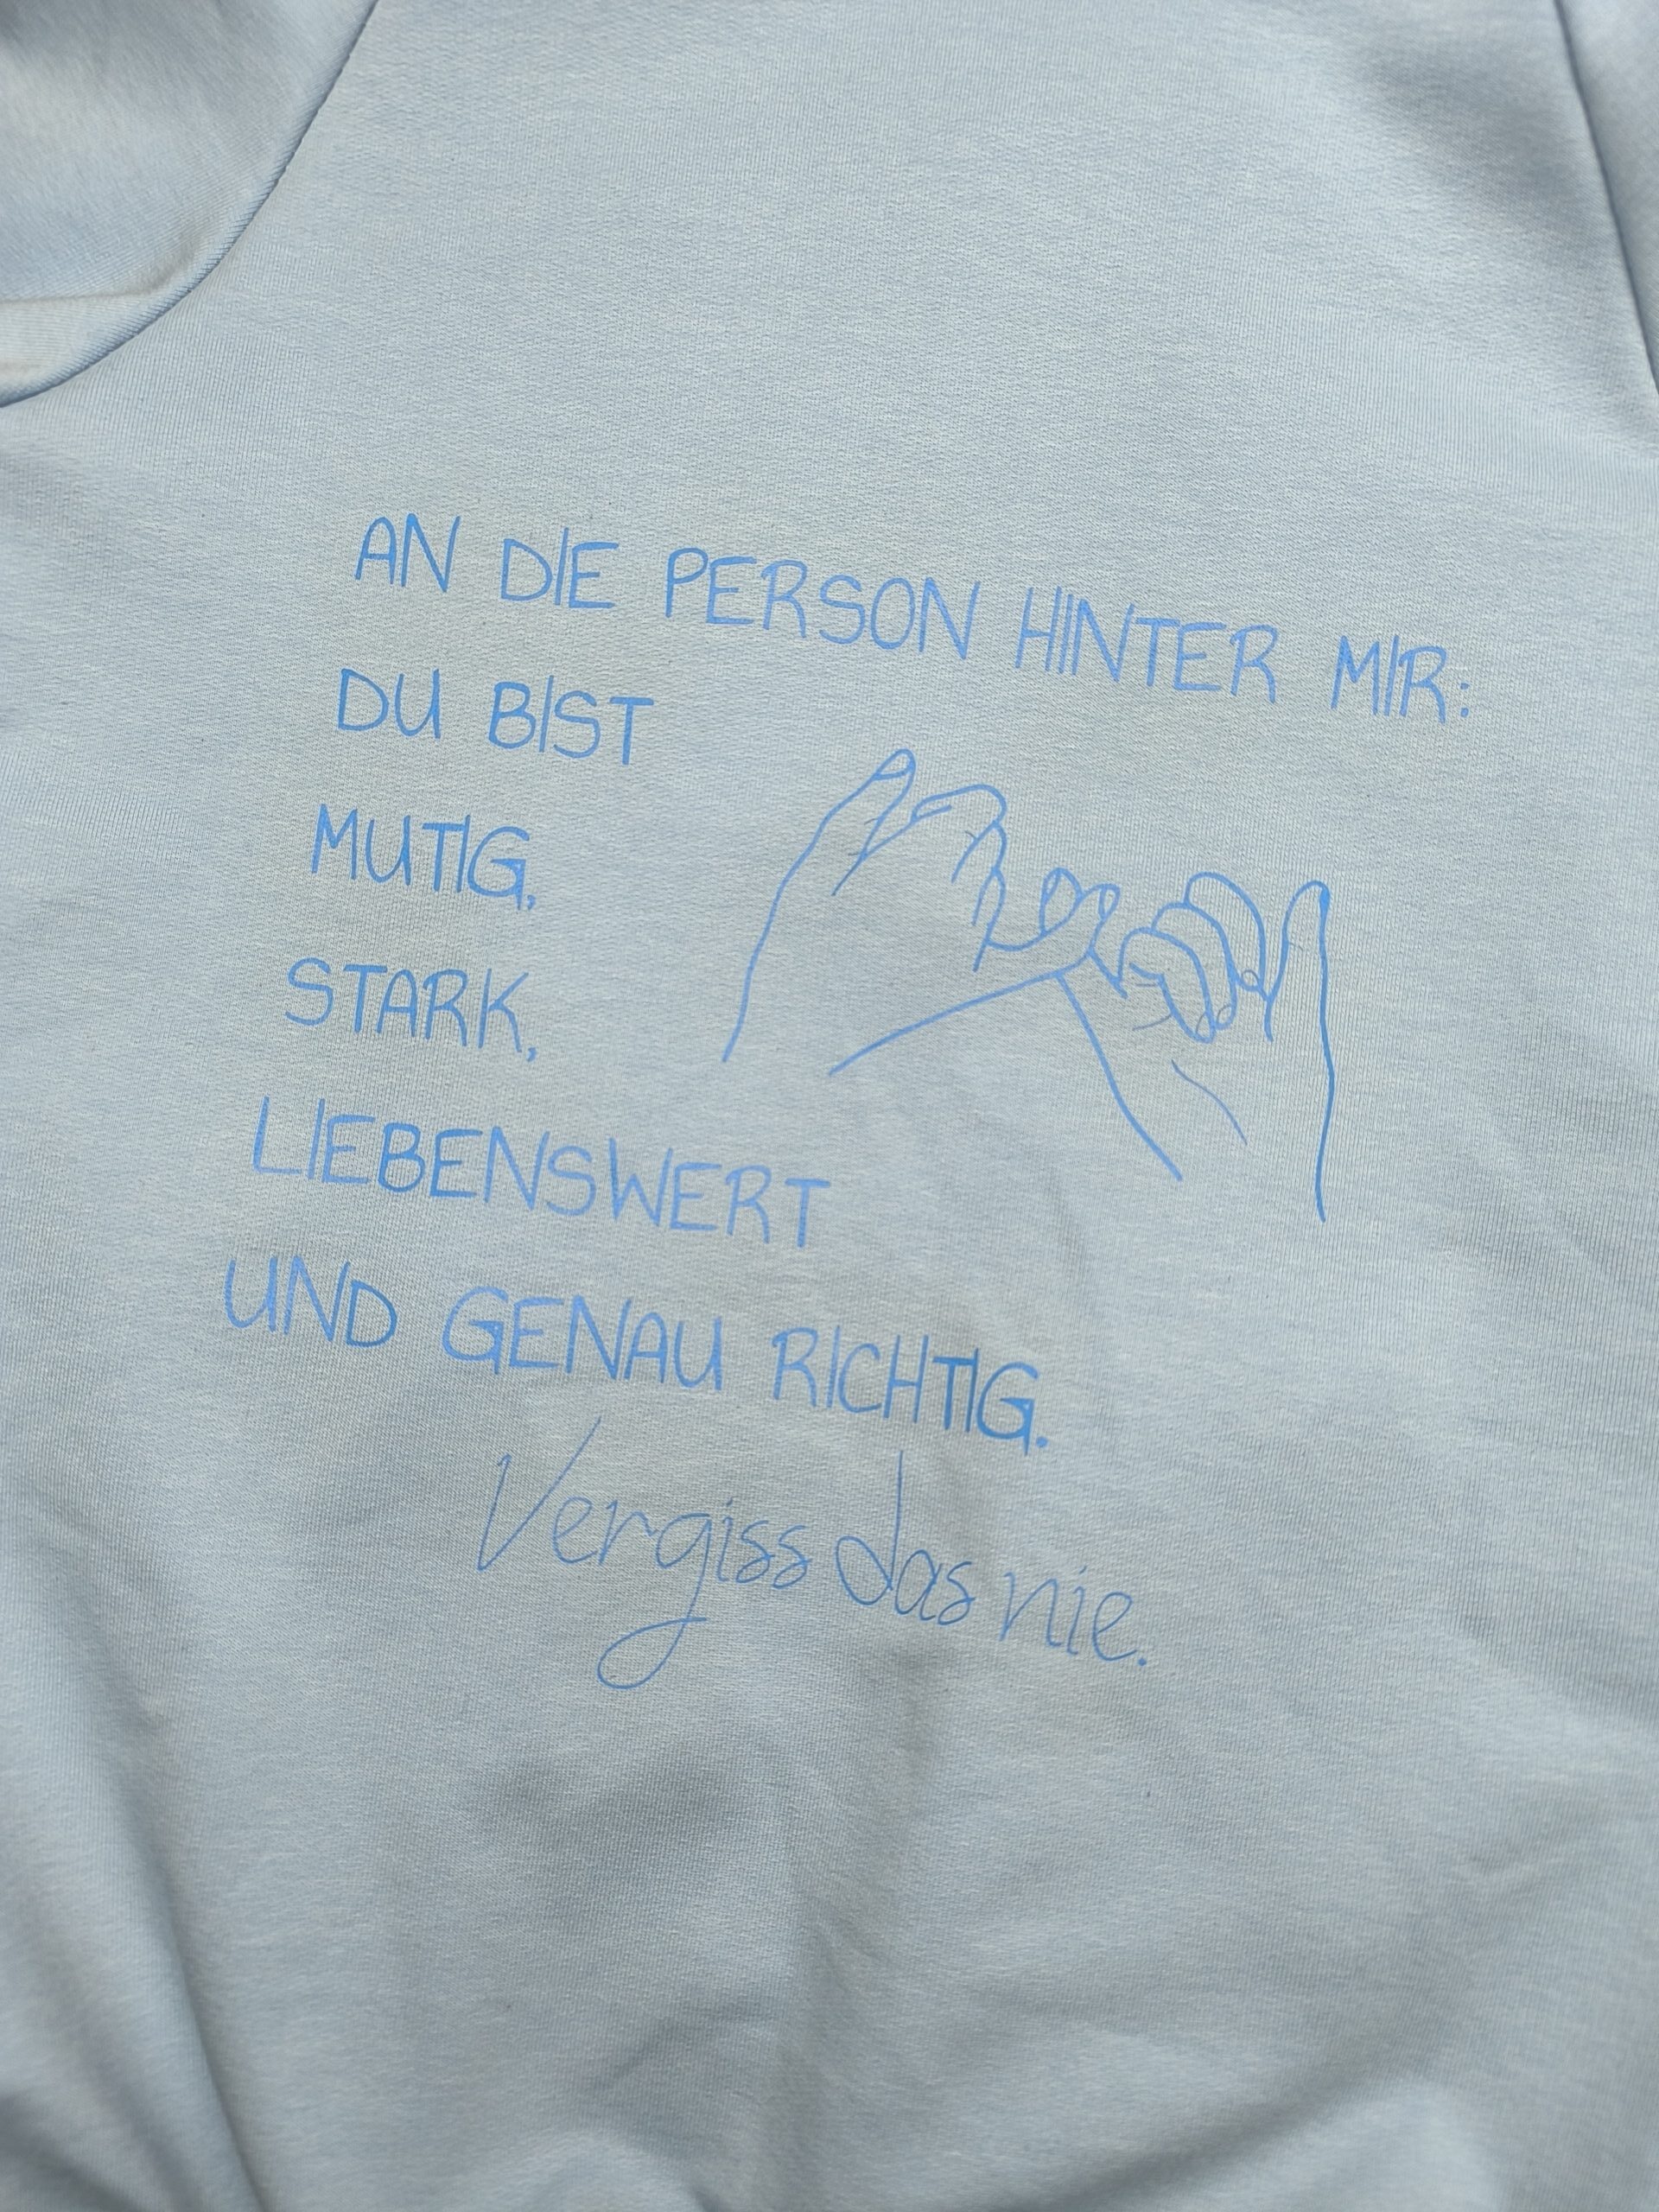 AN DIE PERSON HINTER MIR:
DU BIST
MUTIG,
STARK,
LIEBENSWERT
UND GENAU RICHTIG.
Vergiss das nie.